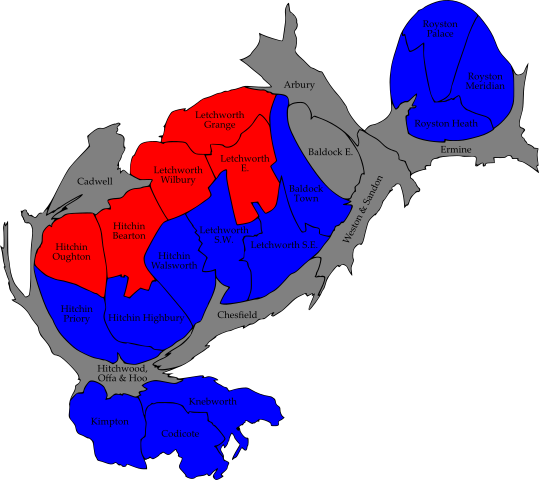 Royston
Palace
Royston
Meridian
Royston Heath
Ermine
Arbury
Letchworth
Grange
Baldock E.
Letchworth
E.
Letchworth
Wilbury
Cadwell
Baldock
Town
Weston & Sandon
Hitchin
Bearton
Letchworth
S.W.
Letchworth S.E.
Hitchin
Oughton
Hitchin
Walsworth
Hitchin
Priory
Hitchin Highbury
Chesfield
Hitchwood,
Offa & Hoo
Knebworth
Kimpton
Codicote